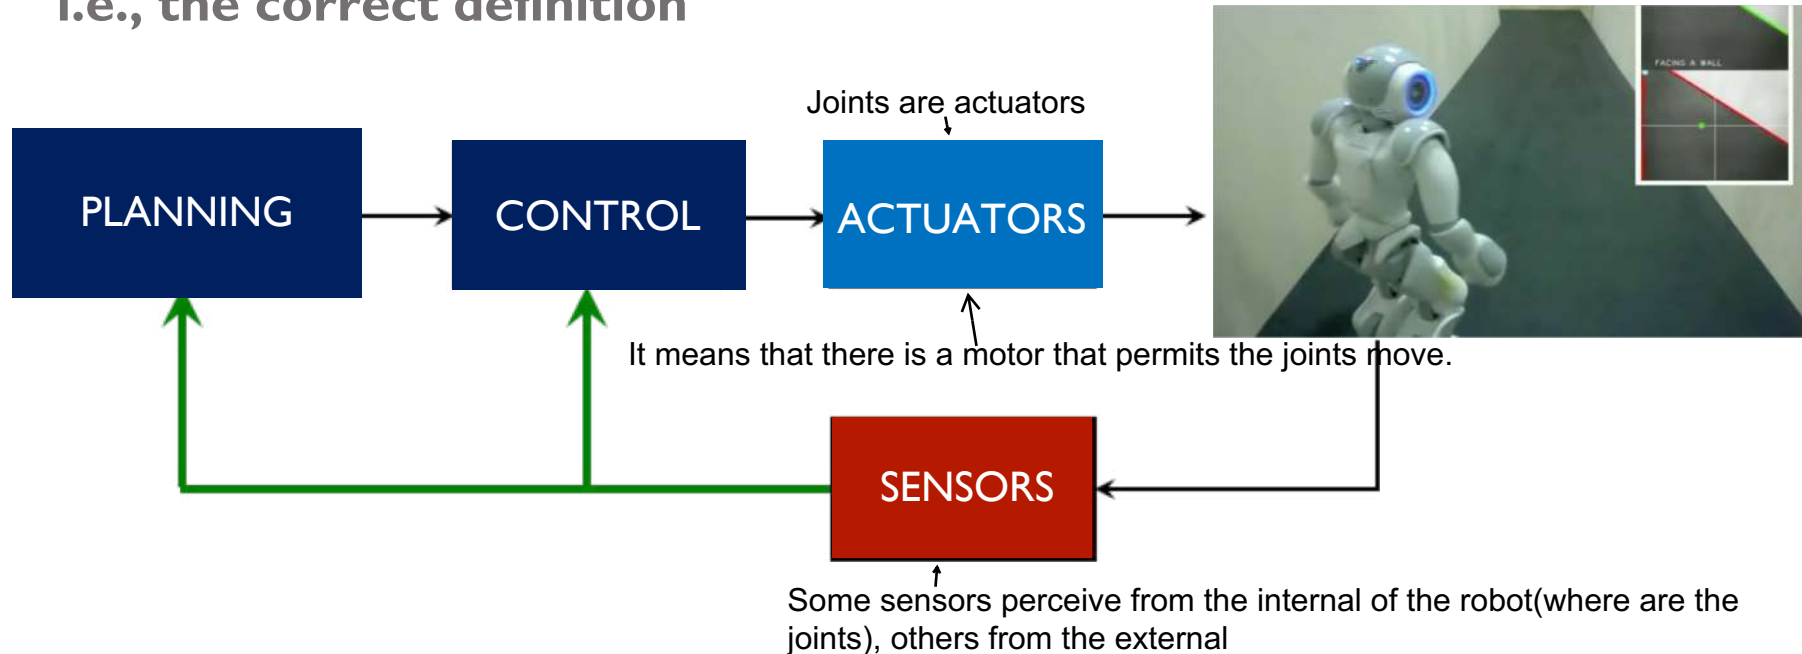 i.e., the correct definition
FACING A WALL
Joints are actuators
PLANNING
CONTROL
ACTUATORS
It means that there is a motor that permits the joints move.
SENSORS
Some sensors perceive from the internal of the robot(where are the
joints), others from the external